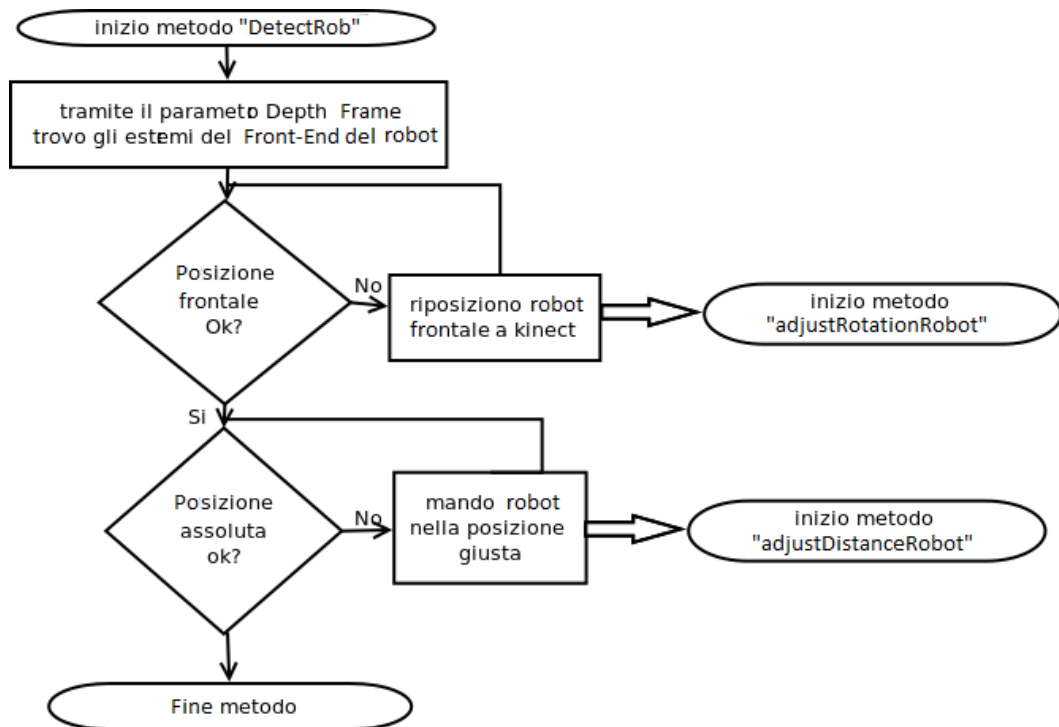 inizio metodo "DetectRob"
tramite il parametro Depth Frame
trovo gli estremi del Front-End del robot
Posizione
frontale
Ok?
No
riposiziono robot
frontale a kinect
inizio metodo
"adjustRotationRobot"
Si
Posizione
assoluta
ok?
No
mando robot
nella posizione
giusta
inizio metodo
"adjustDistanceRobot"
Fine metodo